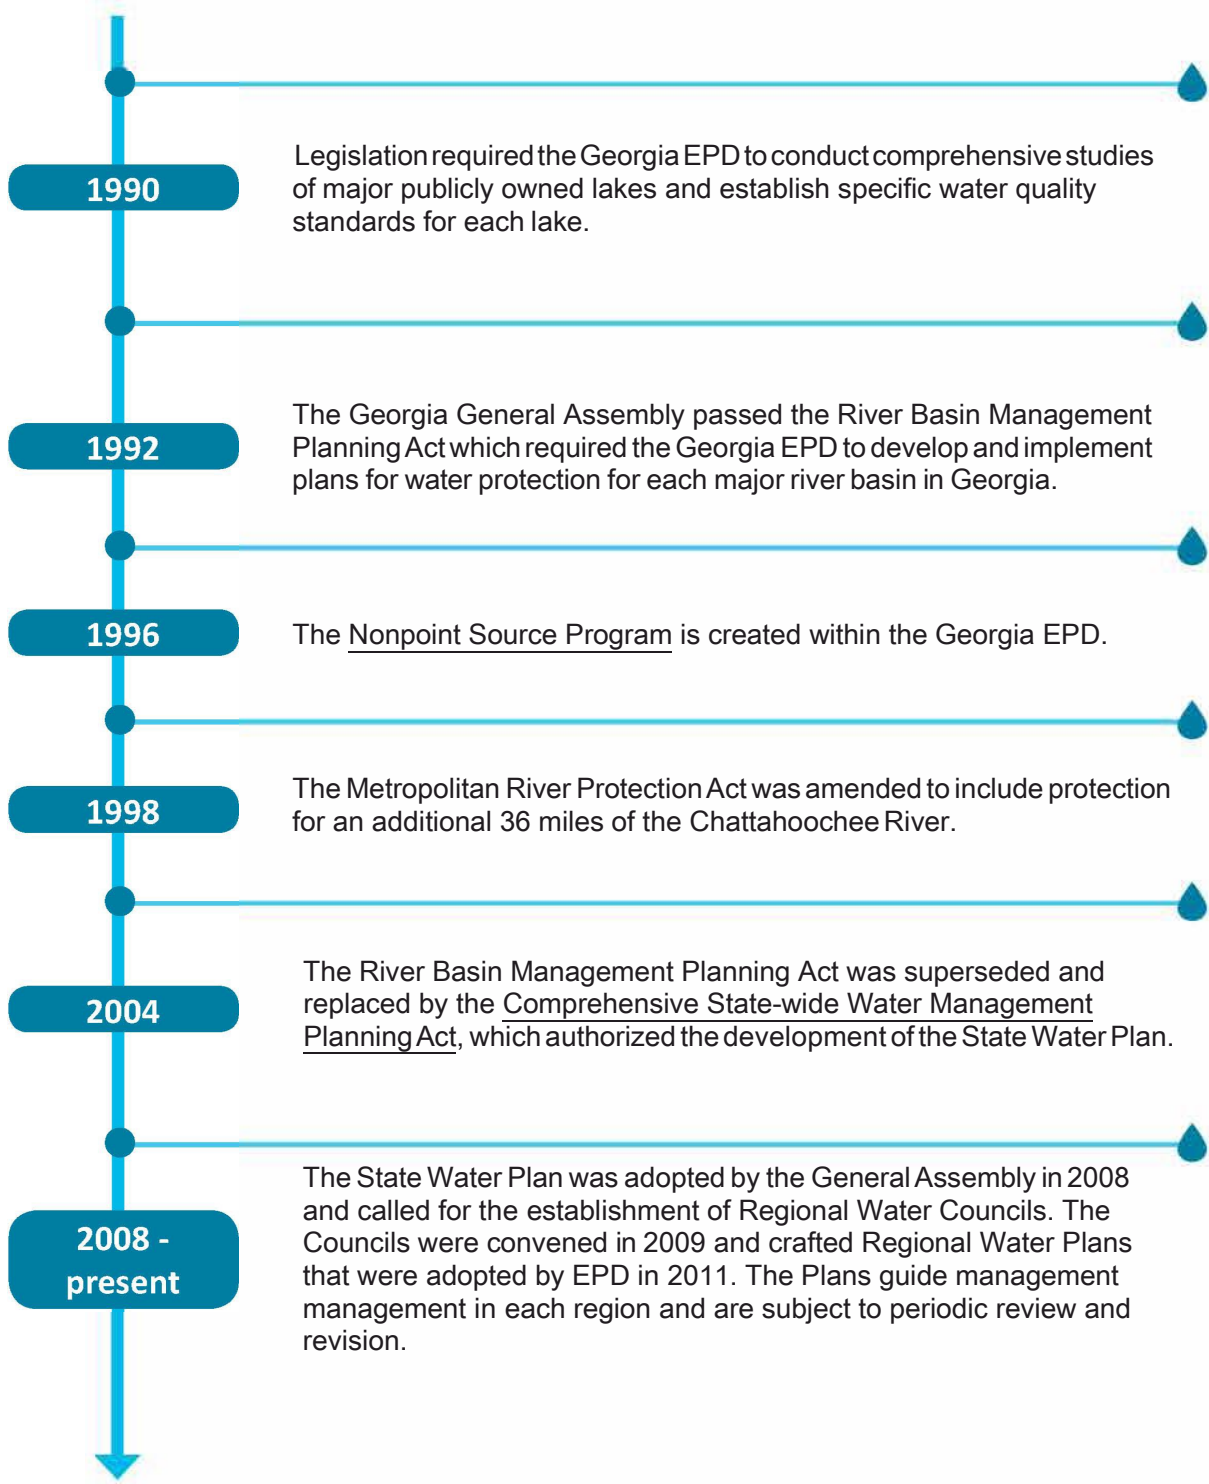 1990
Legislation required the Georgia EPD to conduct comprehensive studies
of major publicly owned lakes and establish specific water quality
standards for each lake.
1992
The Georgia General Assembly passed the River Basin Management
Planning Act which required the Georgia EPD to develop and implement
plans for water protection for each major river basin in Georgia.
1996
The Nonpoint Source Program is created within the Georgia EPD.
1998
The Metropolitan River Protection Act was amended to include protection
for an additional 36 miles of the Chattahoochee River.
2004
The River Basin Management Planning Act was superseded and
replaced by the Comprehensive State-wide Water Management
Planning Act, which authorized the development of the State Water Plan.
2008 -
present
The State Water Plan was adopted by the General Assembly in 2008
and called for the establishment of Regional Water Councils. The
Councils were convened in 2009 and crafted Regional Water Plans
that were adopted by EPD in 2011. The Plans guide management
management in each region and are subject to periodic review and
revision.